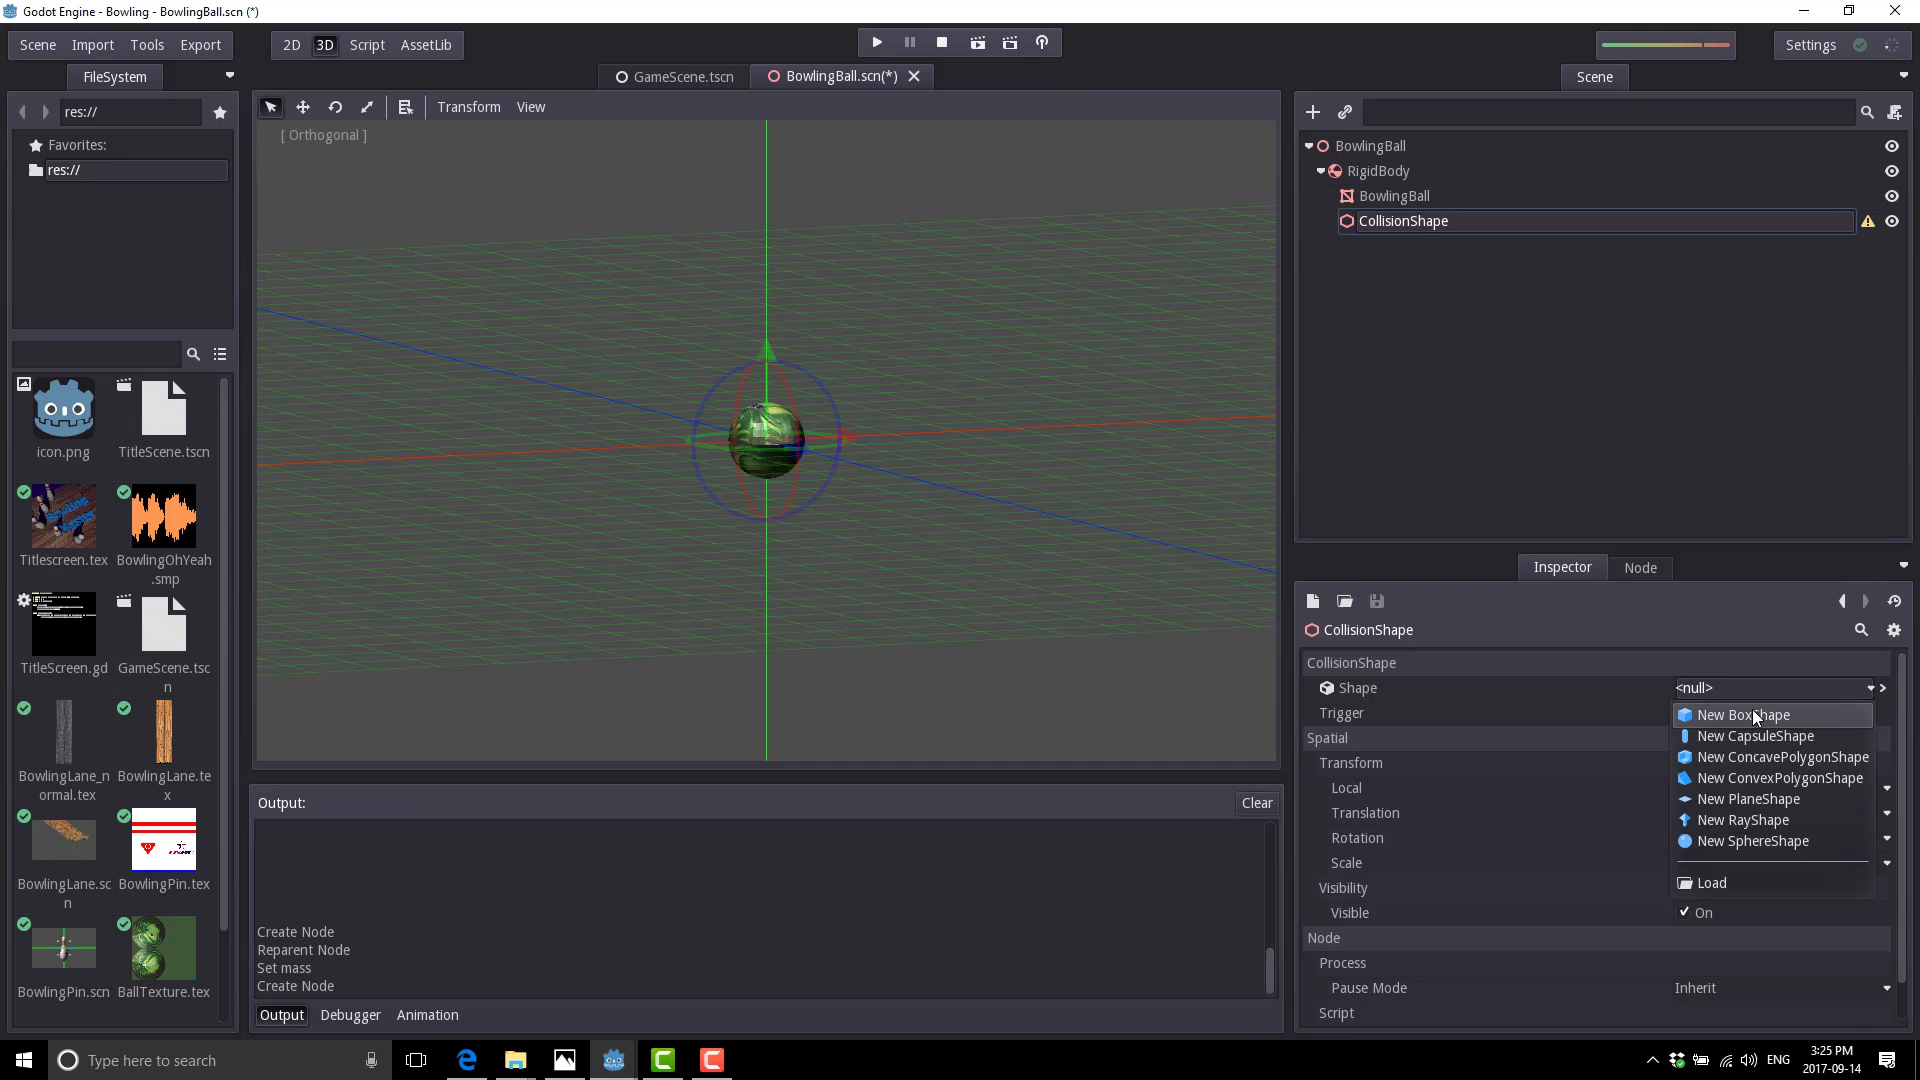 Godot Engine - Bowling - BowlingBall.scn (*)
Scene Import Tools Export
2D 3D Script AssetLib
Settings
FileSystem
GameScene.tscn
BowlingBall.scn(*)
Scene
res://
Transform View
Favorites:
res://
[ Orthogonal ]
BowlingBall
RigidBody
BowlingBall
CollisionShape
icon.png
TitleScene.tscn
Titlescreen.tex
BowlingOhYeah
.smp
TitleScreen.gd
GameScene.tsc
n
BowlingLane_n
ormal.tex
BowlingLane.te
x
BowlingLane.sc
n
BowlingPin.tex
BowlingPin.scn
BallTexture.tex
Output:
Clear
Create Node
Reparent Node
Set mass
Create Node
Output Debugger Animation
Inspector Node
CollisionShape
CollisionShape
Shape <null>
Trigger
Spatial
Transform
Local
Translation
Rotation
Scale
Visibility
Visible On
Node
Process
Pause Mode Inherit
Script
New BoxShape
New CapsuleShape
New ConcavePolygonShape
New ConvexPolygonShape
New PlaneShape
New RayShape
New SphereShape
Load
Type here to search
ENG
3:25 PM
2017-09-14